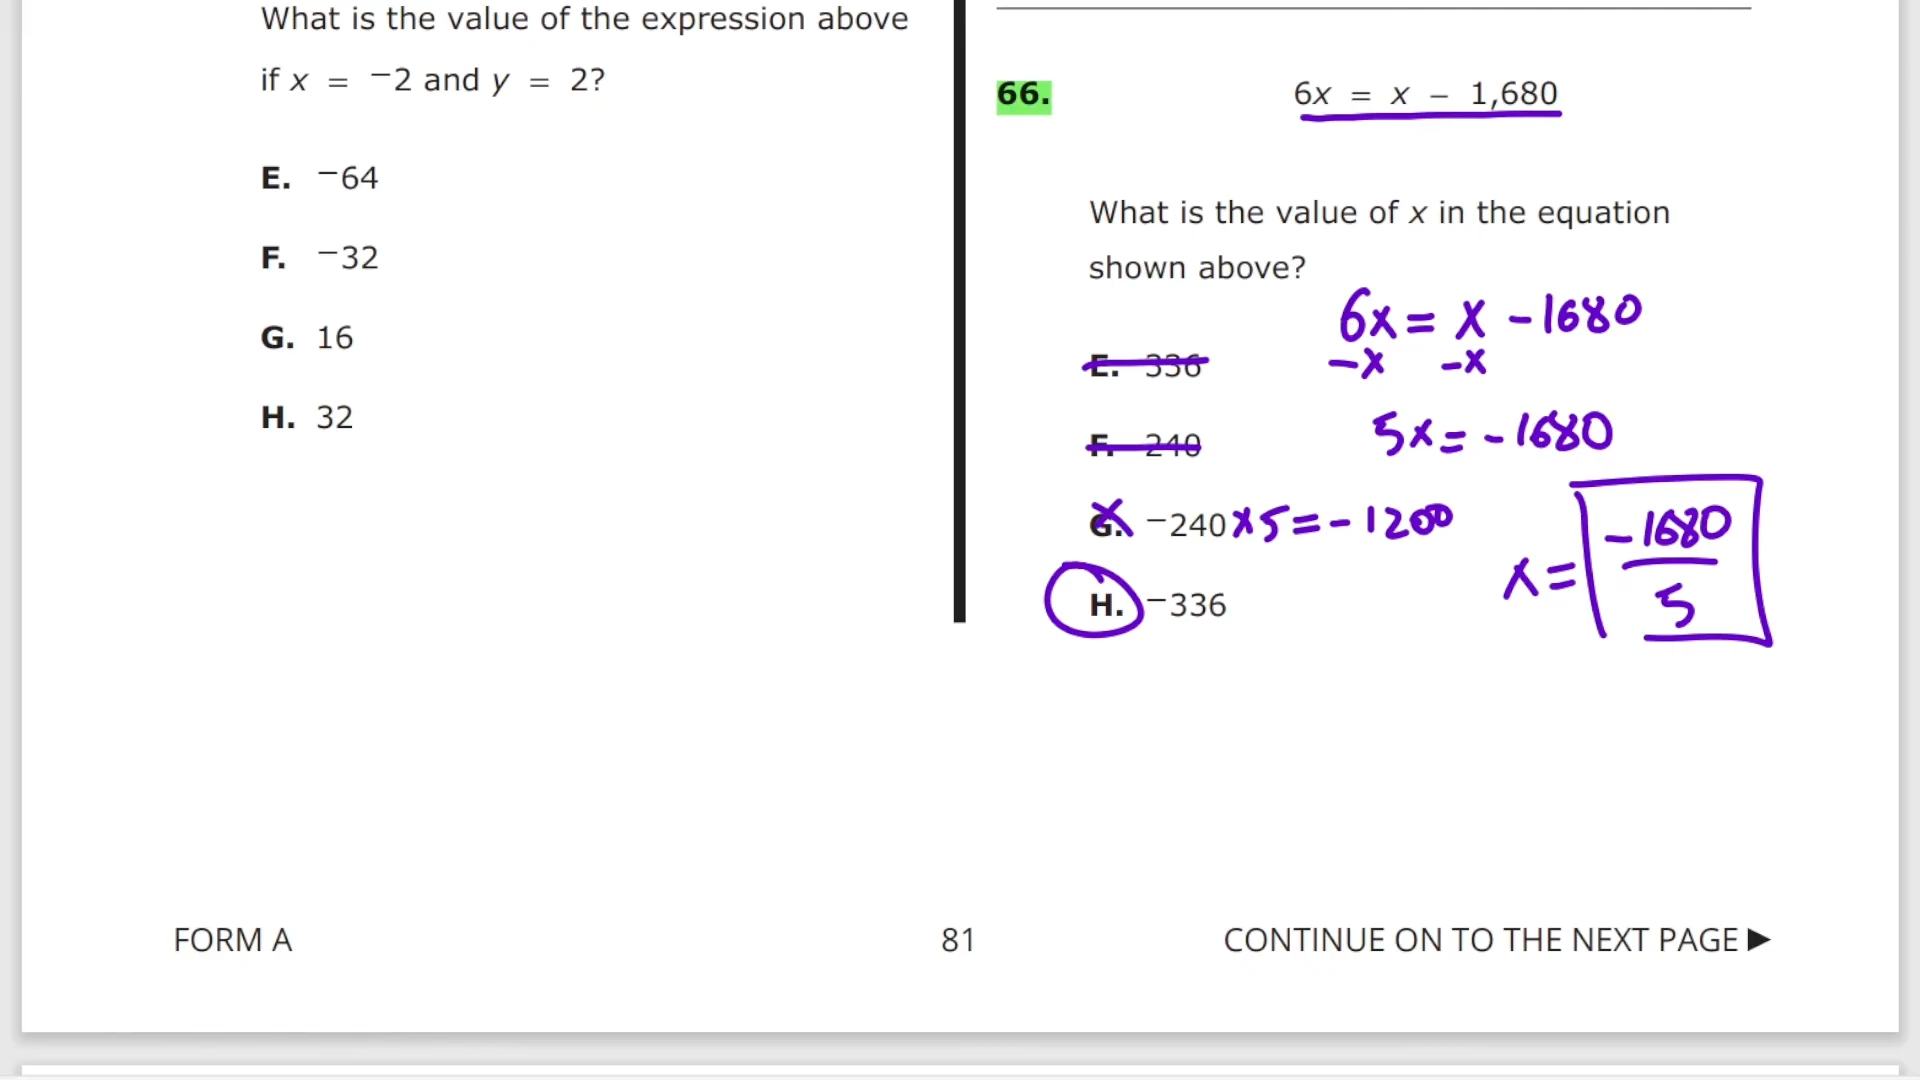 What is the value of the expression above
if x = ⁻2 and y = 2?
E. ⁻64
F. ⁻32
G. 16
H. 32
66. 6x = x – 1,680
What is the value of x in the equation
shown above?
E. 336
F. 240
G. ⁻240 x5=-1200
H. ⁻336
6x = x -1680
-x -x
5x = -1680
x = -1680
5
FORM A 81 CONTINUE ON TO THE NEXT PAGE ►